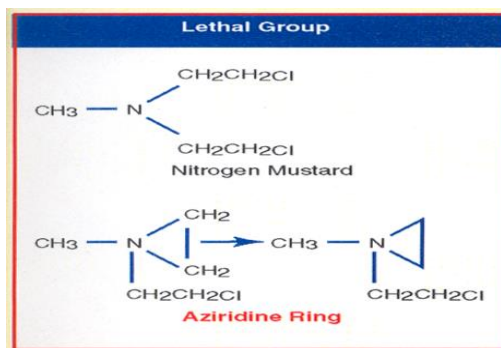 Lethal Group
CH2CH2Cl
CH3 N
CH2CH2Cl
Nitrogen Mustard
CH2
CH3 N CH3 N
CH2
CH2CH2Cl CH2CH2Cl
Aziridine Ring